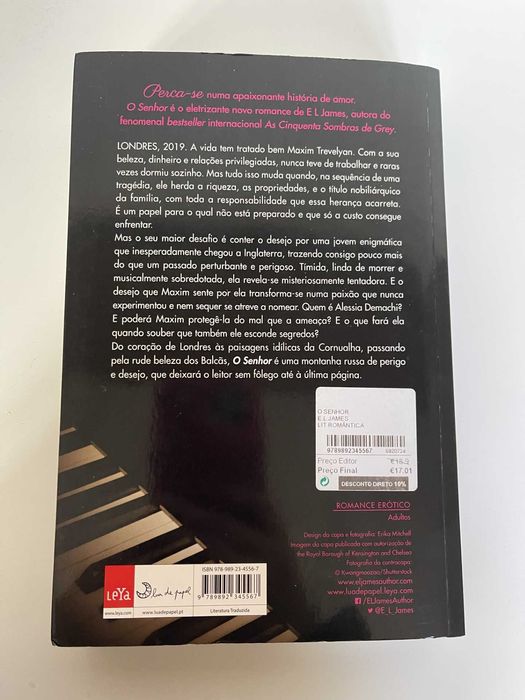 Perca-se numa apaixonante história de amor.
O Senhor é o eletrizante novo romance de E L James, autora do
fenomenal bestseller internacional As Cinquenta Sombras de Grey.
LONDRES, 2019. A vida tem tratado bem Maxim Trevelyan. Com a sua
beleza, dinheiro e relações privilegiadas, nunca teve de trabalhar e raras
vezes dormiu sozinho. Mas tudo isso muda quando, na sequência de uma
tragédia, ele herda a riqueza, as propriedades, e o título nobiliárquico
da família, com toda a responsabilidade que essa herança acarreta.
É um papel para o qual não está preparado e que só a custo consegue
enfrentar.
Mas o seu maior desafio é conter o desejo por uma jovem enigmática
que inesperadamente chegou a Inglaterra, trazendo consigo pouco mais
do que um passado perturbante e perigoso. Tímida, linda de morrer e
musicalmente sobredotada, ela revela-se misteriosamente tentadora. E o
desejo que Maxim sente por ela transforma-se numa paixão que nunca
experimentou e nem sequer se atreve a nomear. Quem é Alessia Demachi?
E poderá Maxim protegê-la do mal que a ameaça? E o que fará ela
quando souber que também ele esconde segredos?
Do coração de Londres às paisagens idílicas da Cornualha, passando
pela rude beleza dos Balcãs, O Senhor é uma montanha russa de perigo
e desejo, que deixará o leitor sem fôlego até à última página.
O SENHOR
E.L.JAMES
LIT ROMÂNTICA
9789892345567
Preço Editor
Preço Final €17,01
DESCONTO DIRETO 10%
ROMANCE ERÓTICO
Adultos
Design da capa e fotografia: Erika Mitchell
Imagem da capa publicada com autorização de
the Royal Borough of Kensington and Chelsea
Fotografia da contracapa:
© Kwangmoozaa/Shutterstock
www.eljamesauthor.com
www.luadepapel.leya.com
/ELJamesAuthor
@E_L_James
ISBN 978-989-23-4556-7
9 789892 345567
LEYA
lua de papel
www.leya.com
www.luadepapel.pt
Literatura Traduzida